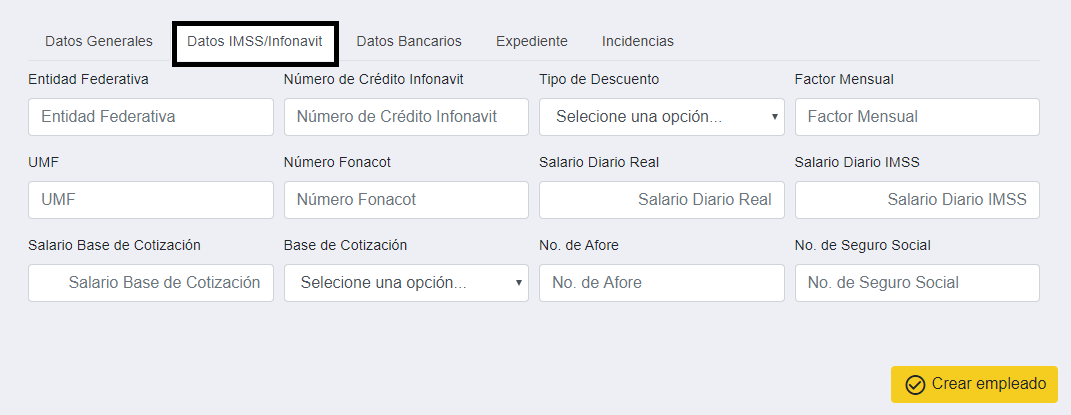 Datos Generales Datos IMSS/Infonavit Datos Bancarios Expediente Incidencias
Entidad Federativa Número de Crédito Infonavit Tipo de Descuento Factor Mensual
Entidad Federativa Número de Crédito Infonavit Selecione una opción... Factor Mensual
UMF Número Fonacot Salario Diario Real Salario Diario IMSS
UMF Número Fonacot Salario Diario Real Salario Diario IMSS
Salario Base de Cotización Base de Cotización No. de Afore No. de Seguro Social
Salario Base de Cotización Selecione una opción... No. de Afore No. de Seguro Social
Crear empleado